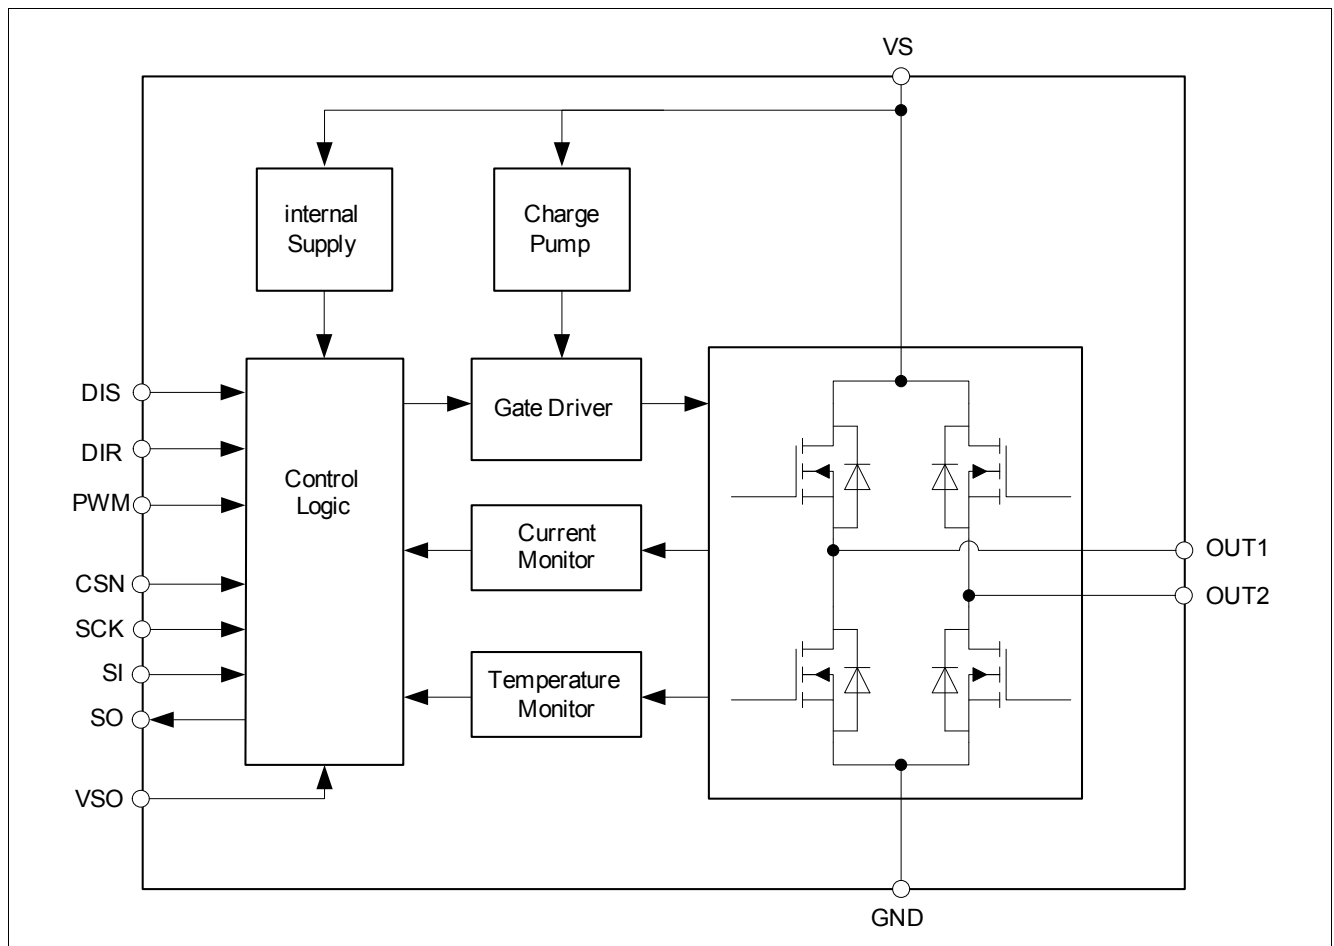 VS
internal
Supply
Charge
Pump
DIS
DIR
PWM
CSN
SCK
SI
SO
VSO
Control
Logic
Gate Driver
Current
Monitor
Temperature
Monitor
OUT1
OUT2
GND